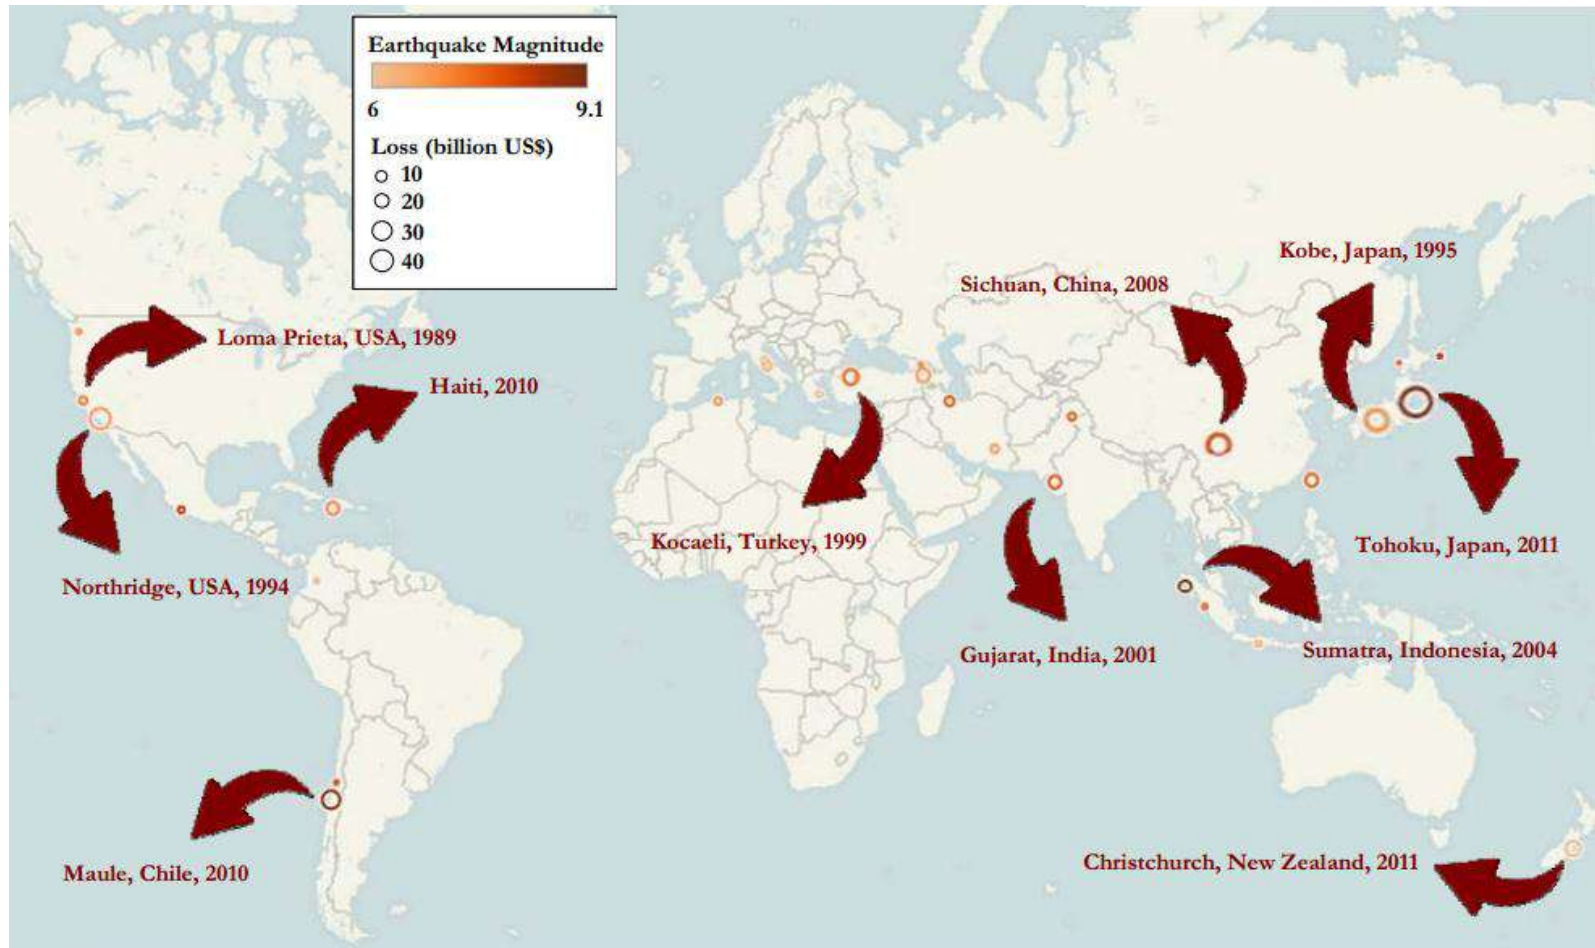 Earthquake Magnitude
6 9.1
Loss (billion US$)
10
20
30
40
Kobe, Japan, 1995
Sichuan, China, 2008
Loma Prieta, USA, 1989
Haiti, 2010
Kocaeli, Turkey, 1999
Tohoku, Japan, 2011
Northridge, USA, 1994
Gujarat, India, 2001
Sumatra, Indonesia, 2004
Maule, Chile, 2010
Christchurch, New Zealand, 2011